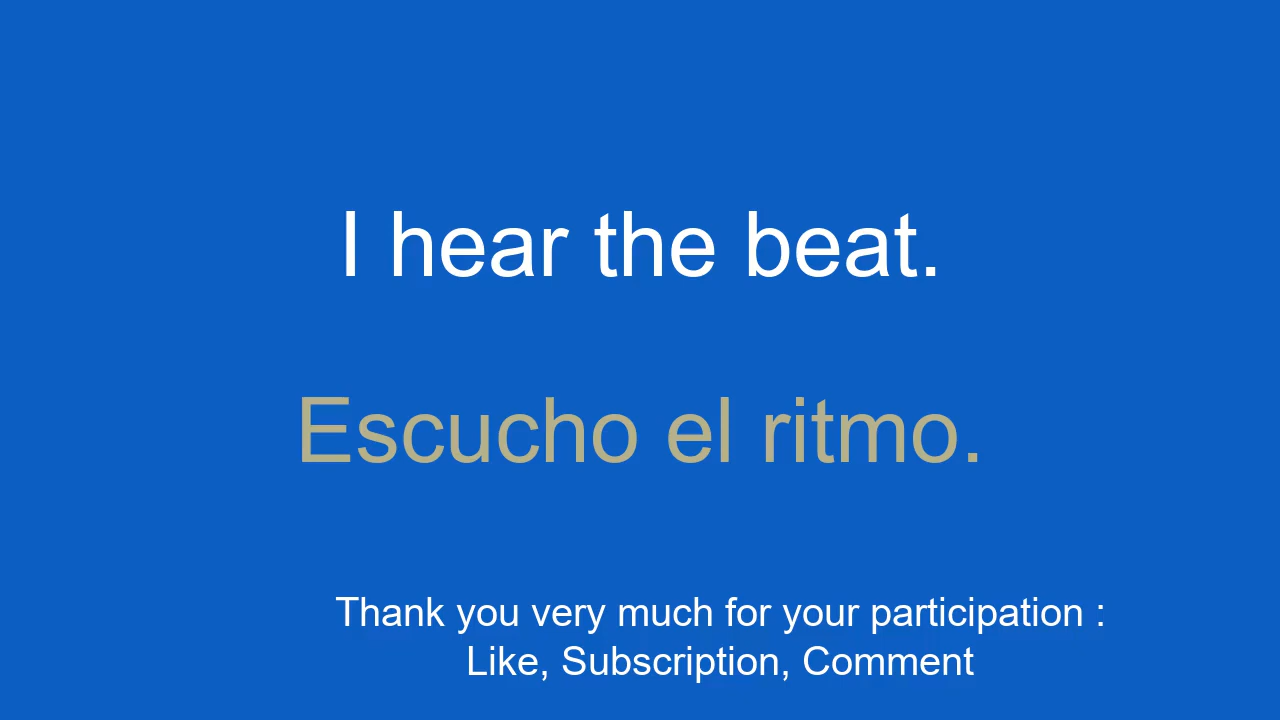 I hear the beat.
Escucho el ritmo.
Thank you very much for your participation :
Like, Subscription, Comment